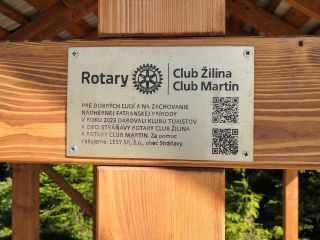 Rotary
Club Žilina
Club Martin
PRE DOBRÝCH ĽUDÍ A NA ZACHOVANIE
NÁDHERNEJ FATRANSKEJ PRÍRODY
V ROKU 2023 DAROVALI KLUBU TURISTOV
A OBCI STRÁŇAVY ROTARY CLUB ŽILINA
A ROTARY CLUB MARTIN. Za pomoc
ďakujeme: LESY SR, š.p., obec Stráňavy.